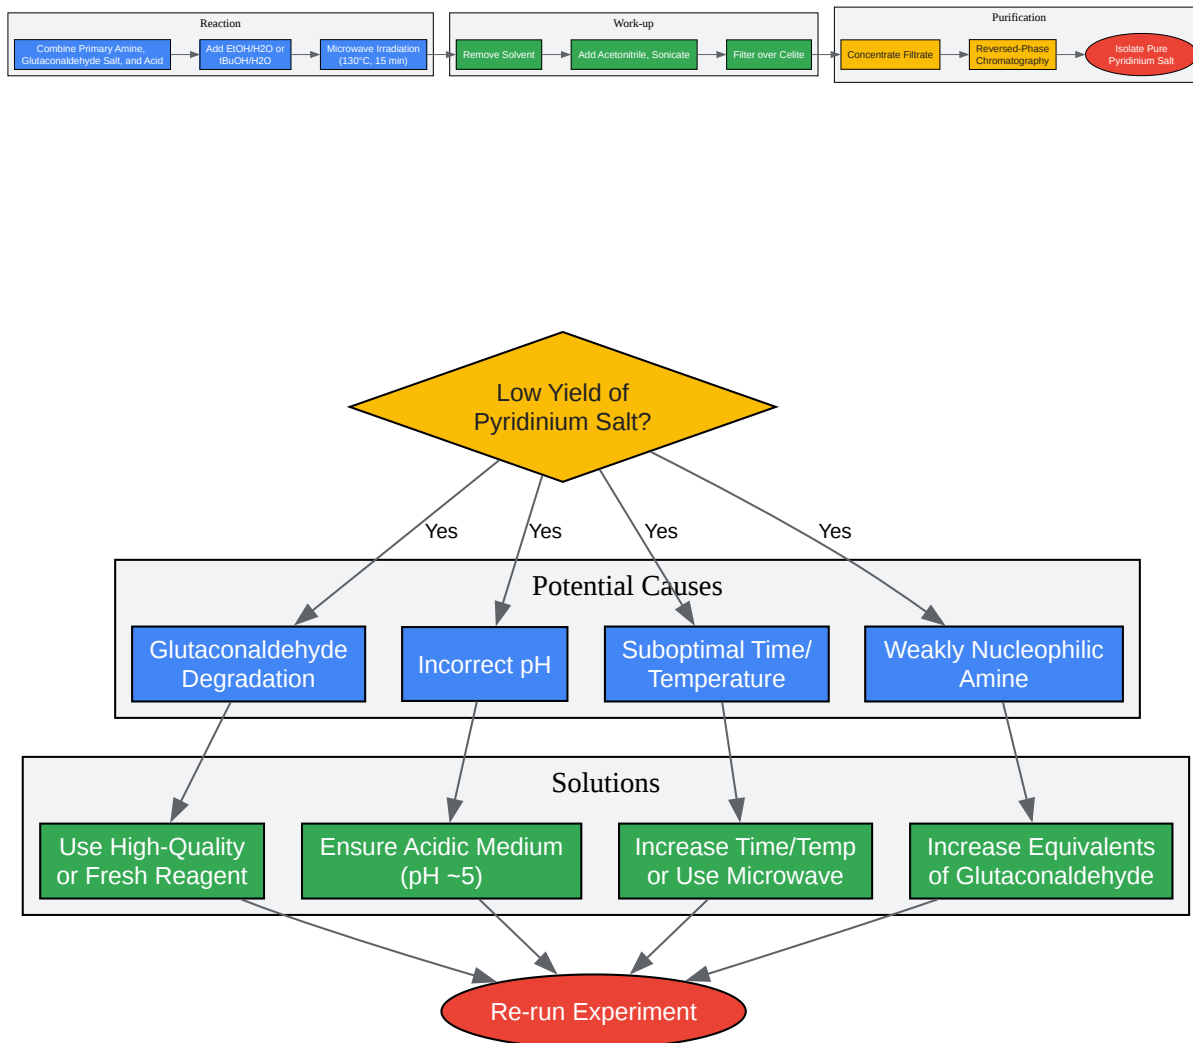 Reaction
Work-up
Purification
Combine Primary Amine,
Glutaconaldehyde Salt, and Acid
Add EtOH/H2O or
tBuOH/H2O
Microwave Irradiation
(130°C, 15 min)
Remove Solvent
Add Acetonitrile, Sonicate
Filter over Celite
Concentrate Filtrate
Reversed-Phase
Chromatography
Isolate Pure
Pyridinium Salt
Low Yield of
Pyridinium Salt?
Yes
Yes
Yes
Yes
Potential Causes
Glutaconaldehyde
Degradation
Incorrect pH
Suboptimal Time/
Temperature
Weakly Nucleophilic
Amine
Solutions
Use High-Quality
or Fresh Reagent
Ensure Acidic Medium
(pH ~5)
Increase Time/Temp
or Use Microwave
Increase Equivalents
of Glutaconaldehyde
Re-run Experiment